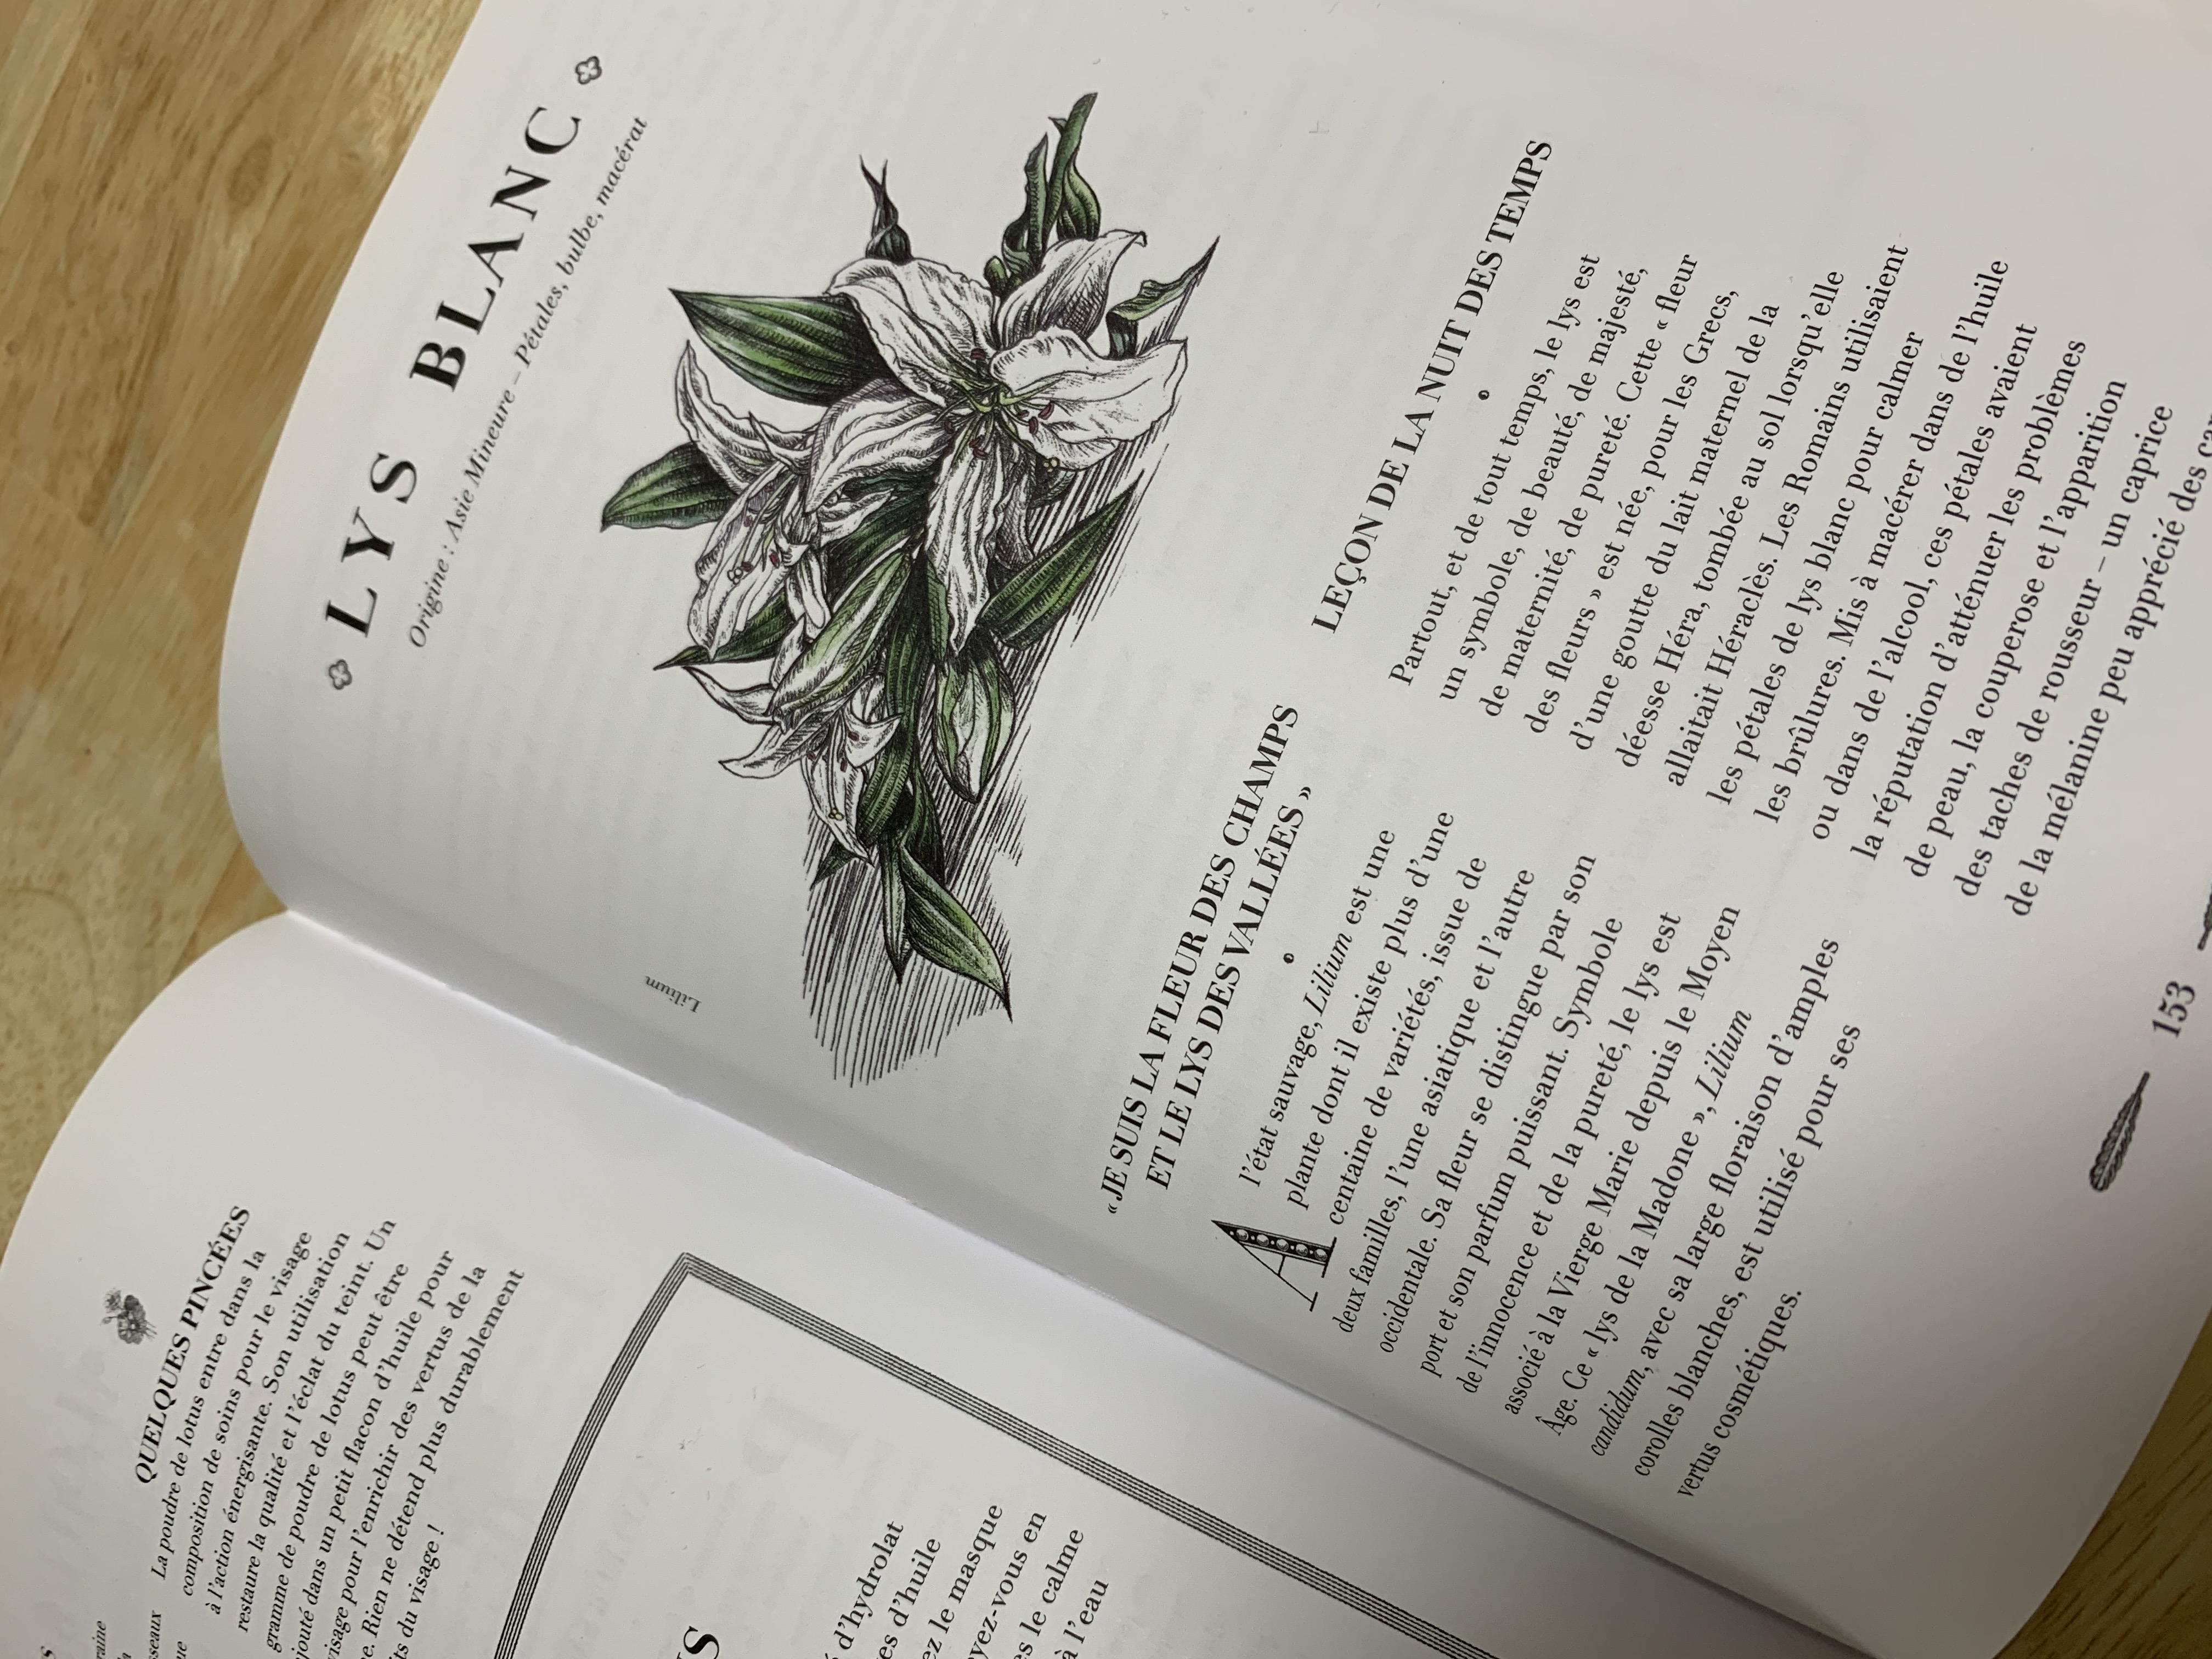 QUELQUES PINCÉES
La poudre de lotus entre dans la
composition de soins pour le visage
à l'action énergisante. Son utilisation
restaure la qualité et l'éclat du teint. Un
gramme de poudre de lotus peut être
jouté dans un petit flacon d'huile pour
visage pour l'enrichir des vertus de la
e. Rien ne détend plus durablement
ts du visage !
d'hydrolat
es d'huile
ez le masque
yez-vous en
es le calme
à l'eau
LYS BLANC
Origine : Asie Mineure – Pétales, bulbe, macérat
Lilium
« JE SUIS LA FLEUR DES CHAMPS
ET LE LYS DES VALLÉES »
A l'état sauvage, Lilium est une
plante dont il existe plus d'une
centaine de variétés, issue de
deux familles, l'une asiatique et l'autre
occidentale. Sa fleur se distingue par son
port et son parfum puissant. Symbole
de l'innocence et de la pureté, le lys est
associé à la Vierge Marie depuis le Moyen
Âge. Ce « lys de la Madone », Lilium
candidum, avec sa large floraison d'amples
corolles blanches, est utilisé pour ses
vertus cosmétiques.
LEÇON DE LA NUIT DES TEMPS
Partout, et de tout temps, le lys est
un symbole, de beauté, de majesté,
de maternité, de pureté. Cette « fleur
des fleurs » est née, pour les Grecs,
d'une goutte du lait maternel de la
déesse Héra, tombée au sol lorsqu'elle
allaitait Héraclès. Les Romains utilisaient
les pétales de lys blanc pour calmer
les brûlures. Mis à macérer dans de l'huile
ou dans de l'alcool, ces pétales avaient
la réputation d'atténuer les problèmes
de peau, la couperose et l'apparition
des taches de rousseur – un caprice
de la mélanine peu apprécié des
153